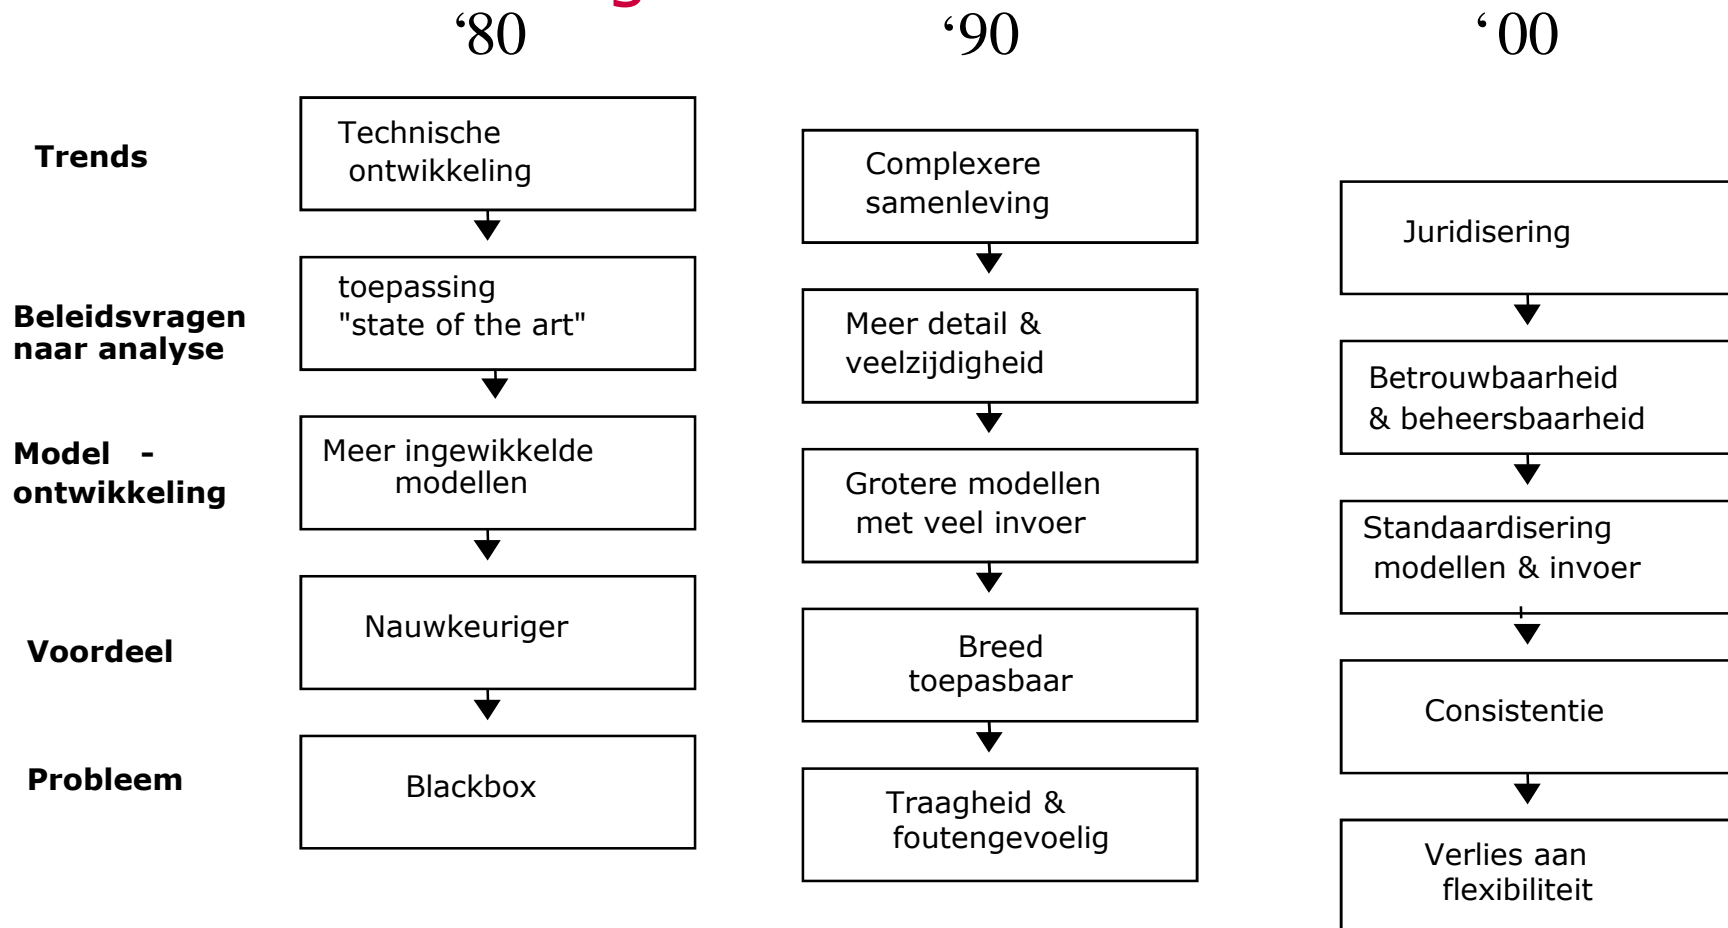 ‘80
‘90
‘ 00
Trends
Technische
ontwikkeling
Complexere
samenleving
Juridisering
Beleidsvragen
naar analyse
toepassing
"state of the art"
Meer detail &
veelzijdigheid
Betrouwbaarheid
& beheersbaarheid
Model -
ontwikkeling
Meer ingewikkelde
modellen
Grotere modellen
met veel invoer
Standaardisering
modellen & invoer
Voordeel
Nauwkeuriger
Breed
toepasbaar
Consistentie
Probleem
Blackbox
Traagheid &
foutengevoelig
Verlies aan
flexibiliteit